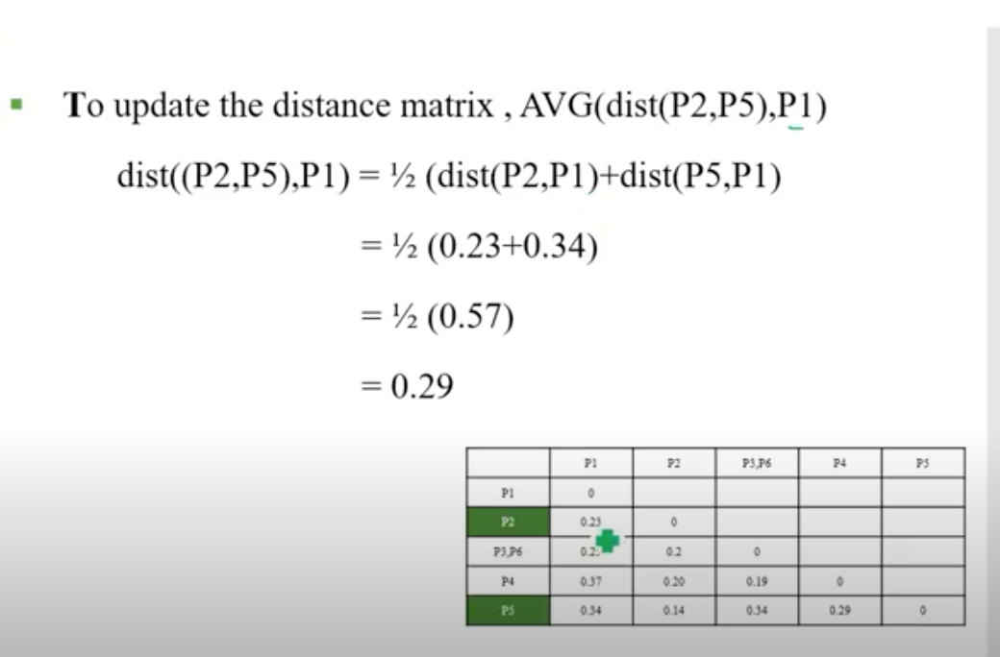 To update the distance matrix , AVG(dist(P2,P5),P1)
dist((P2,P5),P1) = ½ (dist(P2,P1)+dist(P5,P1)
= ½ (0.23+0.34)
= ½ (0.57)
= 0.29
P1 P2 P3,P6 P4 P5
P1 0
P2 0.23 0
P3,P6 0.2 0
P4 0.37 0.20 0.19 0
P5 0.34 0.14 0.34 0.29 0